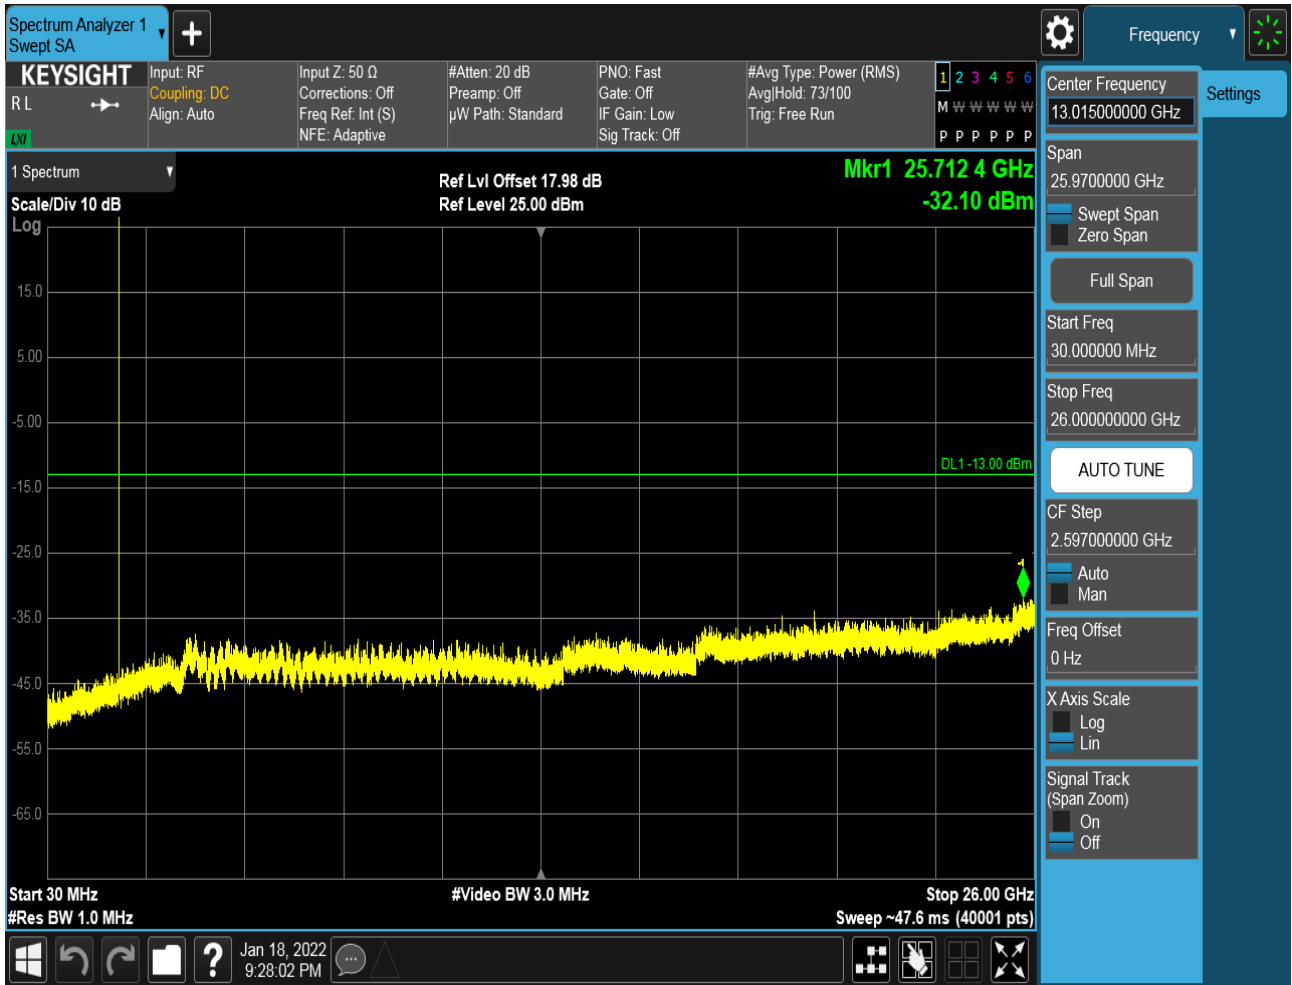 Spectrum Analyzer 1
Swept SA
Frequency
KEYSIGHT
R L
LXI
Input: RF
Coupling: DC
Align: Auto
Input Z: 50 Ω
Corrections: Off
Freq Ref: Int (S)
NFE: Adaptive
#Atten: 20 dB
Preamp: Off
µW Path: Standard
PNO: Fast
Gate: Off
IF Gain: Low
Sig Track: Off
#Avg Type: Power (RMS)
Avg|Hold: 73/100
Trig: Free Run
1 2 3 4 5 6
M W W W W W
P P P P P P
1 Spectrum
Scale/Div 10 dB
Log
Ref Lvl Offset 17.98 dB
Ref Level 25.00 dBm
Mkr1 25.712 4 GHz
-32.10 dBm
15.0
5.00
-5.00
-15.0
-25.0
-35.0
-45.0
-55.0
-65.0
DL1 -13.00 dBm
1
Start 30 MHz
#Res BW 1.0 MHz
#Video BW 3.0 MHz
Stop 26.00 GHz
Sweep ~47.6 ms (40001 pts)
Jan 18, 2022
9:28:02 PM
?
Center Frequency
13.015000000 GHz
Settings
Span
25.9700000 GHz
Swept Span
Zero Span
Full Span
Start Freq
30.000000 MHz
Stop Freq
26.000000000 GHz
AUTO TUNE
CF Step
2.597000000 GHz
Auto
Man
Freq Offset
0 Hz
X Axis Scale
Log
Lin
Signal Track
(Span Zoom)
On
Off